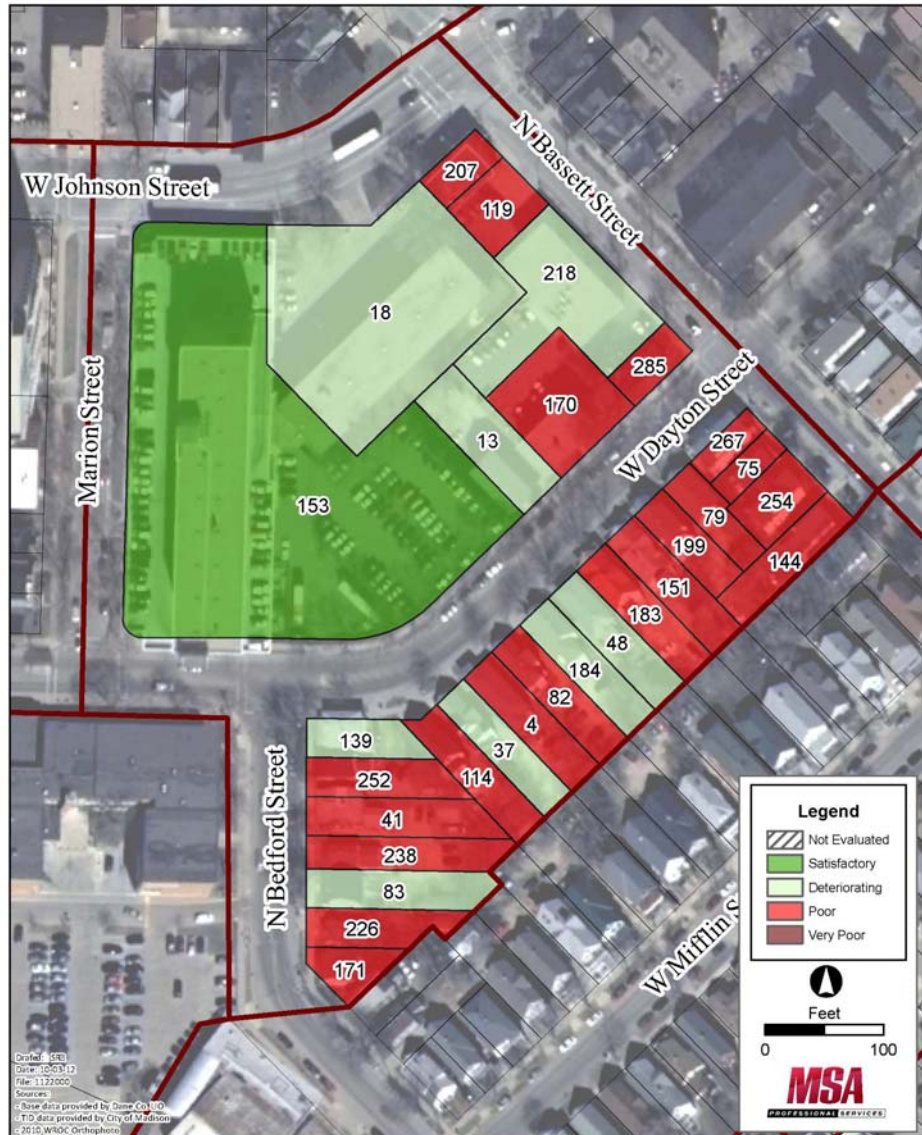 N Bassett Street
W Johnson Street
207
119
218
18
285
170
13
Marion Street
W Dayton Street
267
75
254
79
199
144
151
183
153
48
184
82
4
37
114
139
252
41
238
83
226
171
N Bedford Street
W Mifflin S
Legend
Not Evaluated
Satisfactory
Deteriorating
Poor
Very Poor
Feet
0 100
MSA
PROFESSIONAL SERVICES
Date: 10-03-12
File: 1122000
Sources:
- Base data provided by Dane Co.
- TID data provided by City of Madison
- 2010 WROC Orthophoto